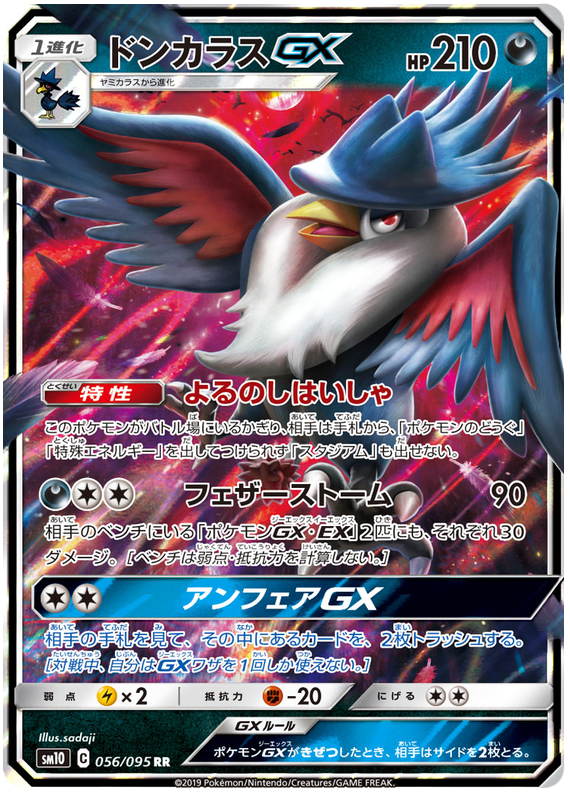 1進化 ドンカラスGX HP210
ヤミカラスから進化
とくせい
特性 よるのしはいしゃ
このポケモンがバトル場にいるかぎり、相手は手札から、「ポケモンのどうぐ」
「特殊エネルギー」を出してつけられず「スタジアム」も出せない。
フェザーストーム 90
相手のベンチにいる「ポケモンGX・EX」2匹にも、それぞれ30
ダメージ。[ベンチは弱点・抵抗力を計算しない。]
アンフェアGX
相手の手札を見て、その中にあるカードを、2枚トラッシュする。
[対戦中、自分はGXワザを1回しか使えない。]
弱点 ×2 抵抗力 -20 にげる
Illus.sadaji
GXルール
ポケモンGXがきぜつしたとき、相手はサイドを2枚とる。
SM10 C 056/095 RR
©2019 Pokémon/Nintendo/Creatures/GAME FREAK.